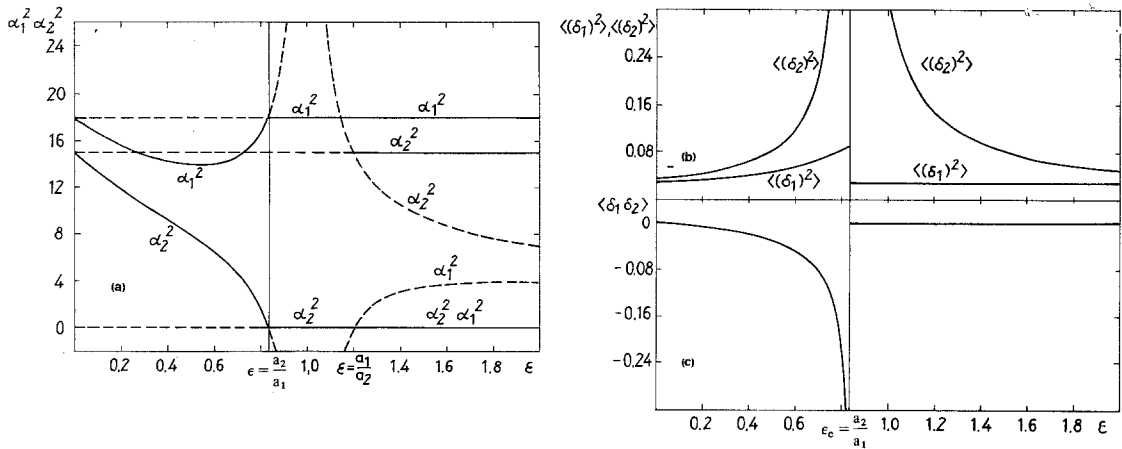 α₁² α₂²
26
24
20
16
12
8
4
0
α₁²
α₁²
α₂²
α₁²
α₂²
α₂²
α₁²
α₂²
α₂² α₁²
(a)
0.2 0.4 0.6 ϵ = a₂/a₁ 1,0 ε = a₁/a₂ 1.4 1.6 1.8 ε
⟨(δ₁)²⟩,⟨(δ₂)²⟩
0.24
0.16
0.08
⟨(δ₂)²⟩
⟨(δ₂)²⟩
⟨(δ₁)²⟩
⟨(δ₁)²⟩
(b)
⟨δ₁ δ₂⟩
0
-0.08
-0.16
-0.24
(c)
0.2 0.4 0.6 ϵc = a₂/a₁ 1.0 1.2 1.4 1.6 1.8 ε